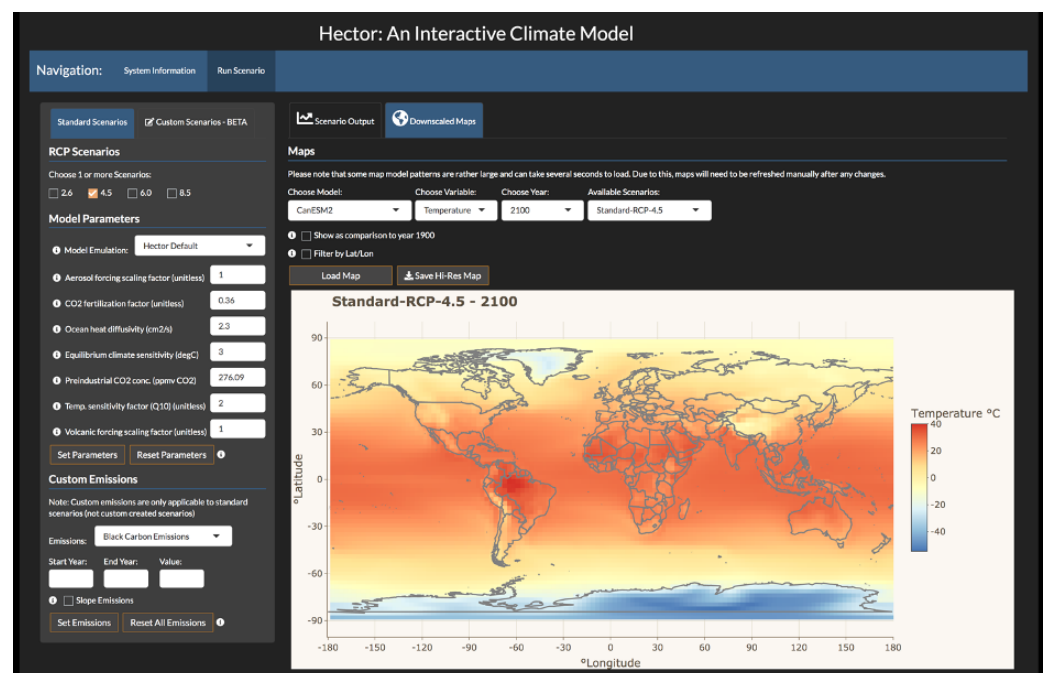 Hector: An Interactive Climate Model
Navigation: System Information Run Scenario
Standard Scenarios Custom Scenarios - BETA
RCP Scenarios
Choose 1 or more Scenarios:
2.6 4.5 6.0 8.5
Model Parameters
Model Emulation: Hector Default
Aerosol forcing scaling factor (unitless) 1
CO2 fertilization factor (unitless) 0.36
Ocean heat diffusivity (cm2/s) 2.3
Equilibrium climate sensitivity (degC) 3
Preindustrial CO2 conc. (ppmv CO2) 276.09
Temp. sensitivity factor (Q10) (unitless) 2
Volcanic forcing scaling factor (unitless) 1
Set Parameters Reset Parameters
Custom Emissions
Note: Custom emissions are only applicable to standard
scenarios (not custom created scenarios)
Emissions: Black Carbon Emissions
Start Year: End Year: Value:
Slope Emissions
Set Emissions Reset All Emissions
Scenario Output Downscaled Maps
Maps
Please note that some map model patterns are rather large and can take several seconds to load. Due to this, maps will need to be refreshed manually after any changes.
Choose Model: Choose Variable: Choose Year: Available Scenarios:
CanESM2 Temperature 2100 Standard-RCP-4.5
Show as comparison to year 1900
Filter by Lat/Lon
Load Map Save Hi-Res Map
Standard-RCP-4.5 - 2100
90
60
30
0
-30
-60
-90
°Latitude
-180 -150 -120 -90 -60 -30 0 30 60 90 120 150 180
°Longitude
Temperature °C
40
20
0
-20
-40